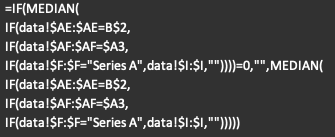 =IF(MEDIAN(
IF(data!$AE:$AE=B$2,
IF(data!$AF:$AF=$A3,
IF(data!$F:$F="Series A",data!$I:$I,""))))=0,"",MEDIAN(
IF(data!$AE:$AE=B$2,
IF(data!$AF:$AF=$A3,
IF(data!$F:$F="Series A",data!$I:$I,"")))))